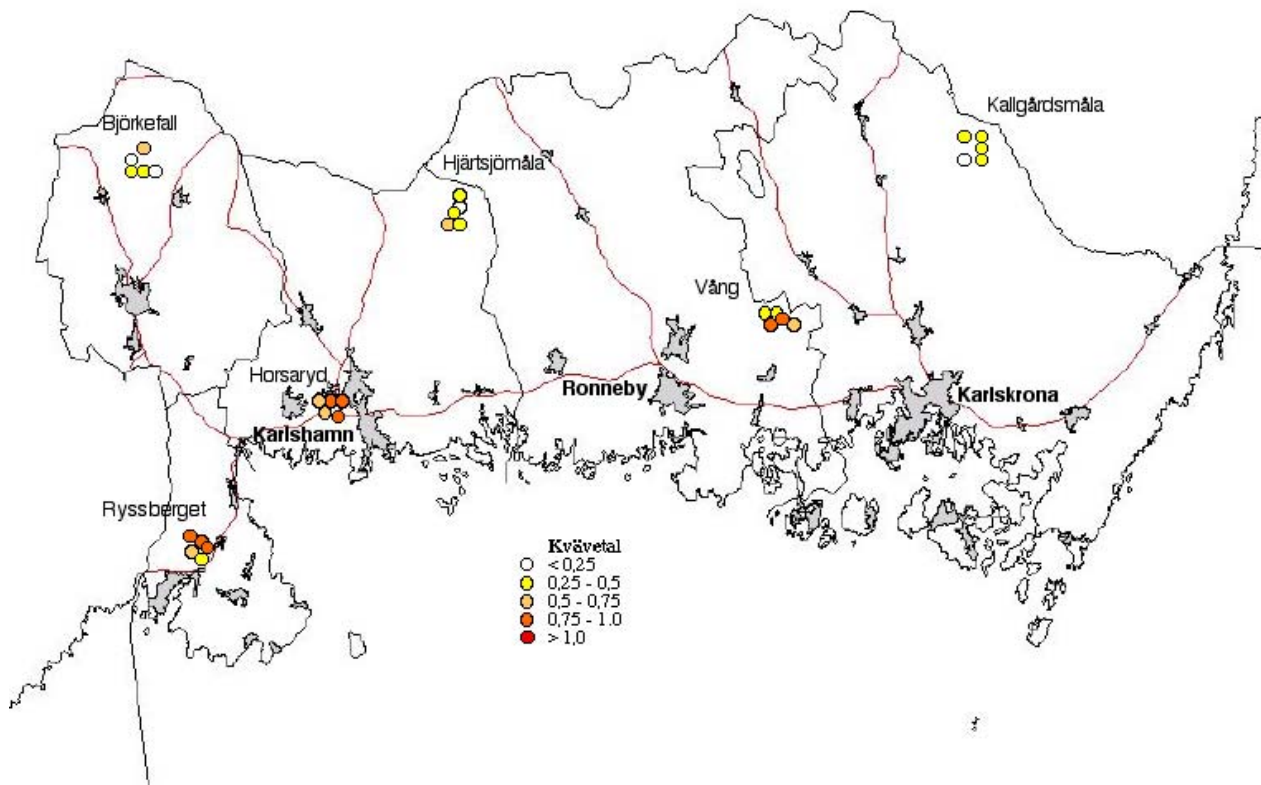 Kallgårdsmåla
Björkefall
Hjärtsjömåla
Vång
Horsaryd
Ronneby
Karlskrona
Karlshamn
Ryssberget
Kvävetal
< 0,25
0,25 - 0,5
0,5 - 0,75
0,75 - 1.0
> 1,0